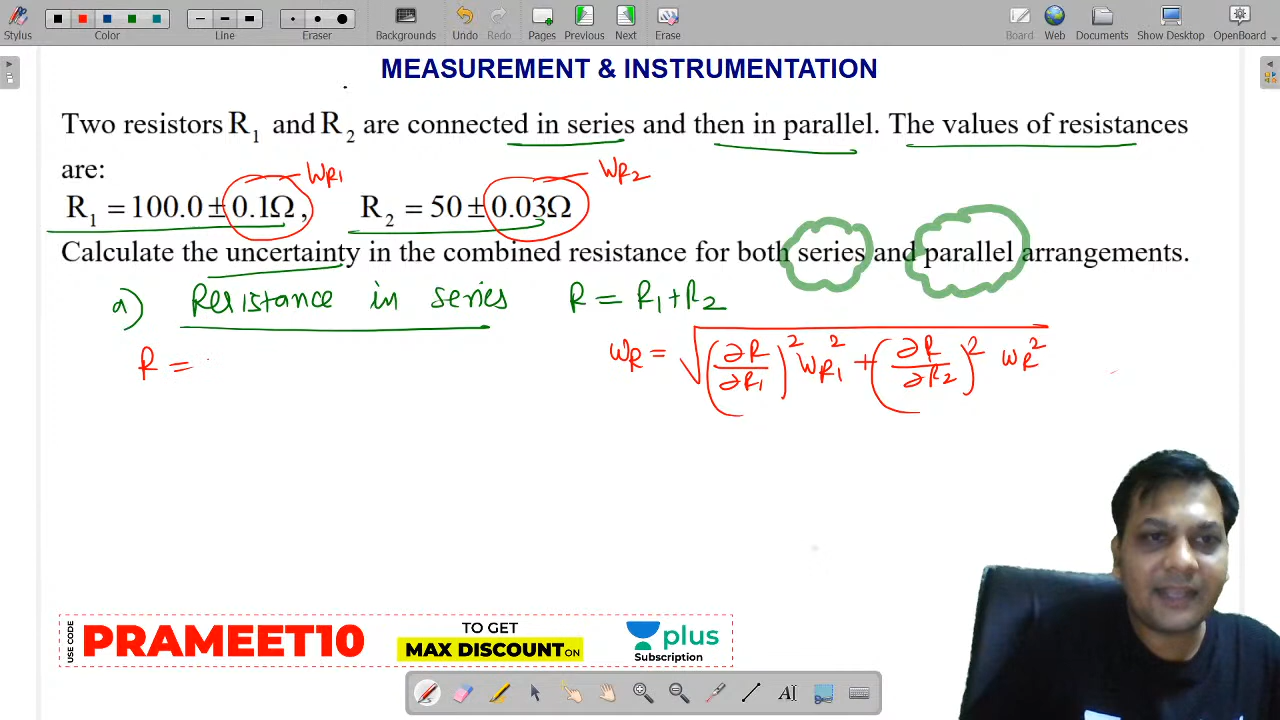 Stylus Color Line Eraser Backgrounds Undo Redo Pages Previous Next Erase Board Web Documents Show Desktop OpenBoard
MEASUREMENT & INSTRUMENTATION
Two resistors R₁ and R₂ are connected in series and then in parallel. The values of resistances
are:
WR1 WR2
R₁ = 100.0 ± 0.1Ω, R₂ = 50 ± 0.03Ω
Calculate the uncertainty in the combined resistance for both series and parallel arrangements.
a) Resistance in series R = R₁+R₂
R = ωR = √((∂R/∂R₁)² WR₁² + (∂R/∂R₂)² WR²)
USE CODE
PRAMEET10
TO GET
MAX DISCOUNT ON
plus
Subscription